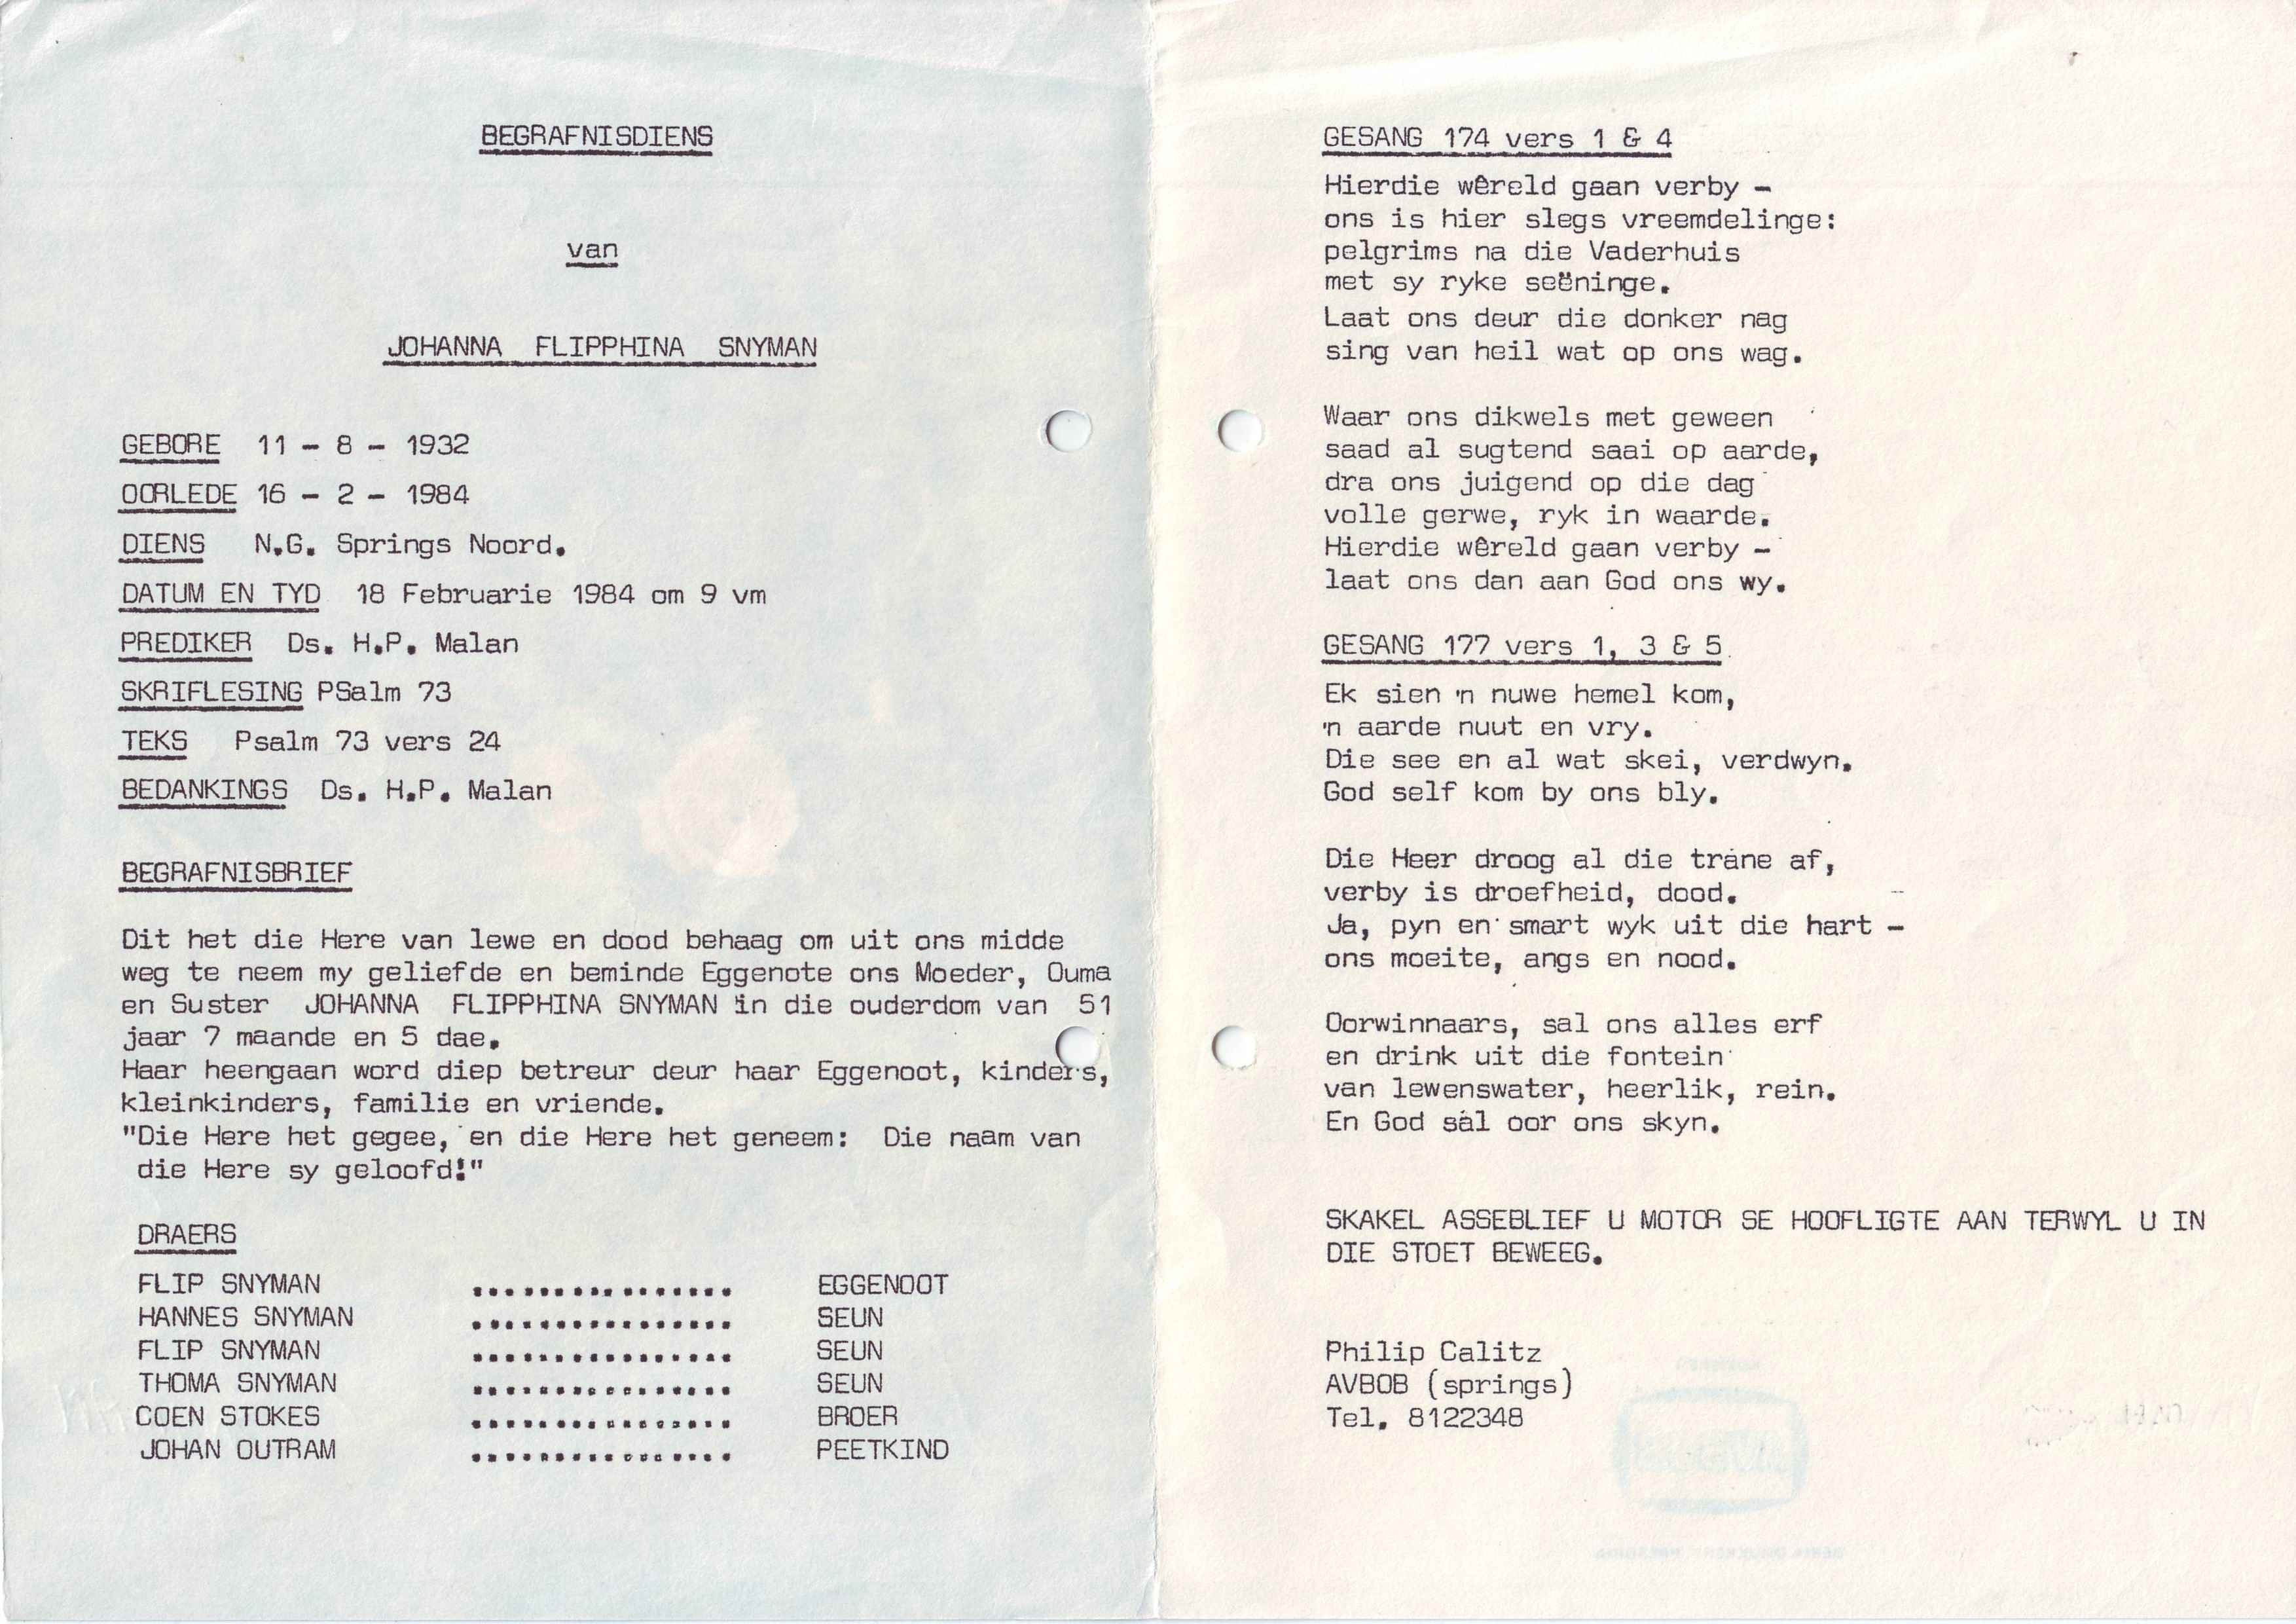 BEGRAFNISDIENS
van
JOHANNA FLIPPHINA SNYMAN
GEBORE 11 - 8 - 1932
OORLEDE 16 - 2 - 1984
DIENS N.G. Springs Noord.
DATUM EN TYD 18 Februarie 1984 om 9 vm
PREDIKER Ds. H.P. Malan
SKRIFLESING PSalm 73
TEKS Psalm 73 vers 24
BEDANKINGS Ds. H.P. Malan
BEGRAFNISBRIEF
Dit het die Here van lewe en dood behaag om uit ons midde
weg te neem my geliefde en beminde Eggenote ons Moeder, Ouma
en Suster JOHANNA FLIPPHINA SNYMAN in die ouderdom van 51
jaar 7 maande en 5 dae.
Haar heengaan word diep betreur deur haar Eggenoot, kinders,
kleinkinders, familie en vriende.
"Die Here het gegee, en die Here het geneem: Die naam van
die Here sy geloofd!"
DRAERS
FLIP SNYMAN ................ EGGENOOT
HANNES SNYMAN ................ SEUN
FLIP SNYMAN ................ SEUN
THOMA SNYMAN ................ SEUN
COEN STOKES ................ BROER
JOHAN OUTRAM ................ PEETKIND
GESANG 174 vers 1 & 4
Hierdie wêreld gaan verby -
ons is hier slegs vreemdelinge:
pelgrims na die Vaderhuis
met sy ryke seëninge.
Laat ons deur die donker nag
sing van heil wat op ons wag.
Waar ons dikwels met geween
saad al sugtend saai op aarde,
dra ons juigend op die dag
volle gerwe, ryk in waarde.
Hierdie wêreld gaan verby -
laat ons dan aan God ons wy.
GESANG 177 vers 1, 3 & 5
Ek sien 'n nuwe hemel kom,
'n aarde nuut en vry.
Die see en al wat skei, verdwyn.
God self kom by ons bly.
Die Heer droog al die trane af,
verby is droefheid, dood.
Ja, pyn en smart wyk uit die hart -
ons moeite, angs en nood.
Oorwinnaars, sal ons alles erf
en drink uit die fontein
van lewenswater, heerlik, rein.
En God sál oor ons skyn.
SKAKEL ASSEBLIEF U MOTOR SE HOOFLIGTE AAN TERWYL U IN
DIE STOET BEWEEG.
Philip Calitz
AVBOB (springs)
Tel. 8122348